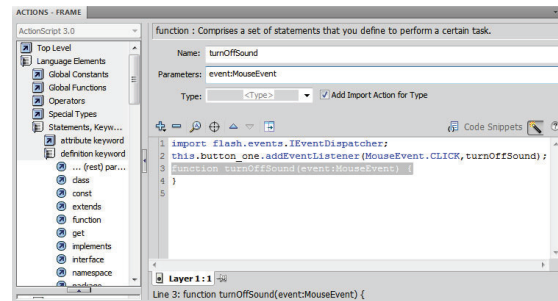 ACTIONS - FRAME
ActionScript 3.0
Top Level
Language Elements
Global Constants
Global Functions
Operators
Special Types
Statements, Keyw...
attribute keyword
definition keyword
... (rest) par...
class
const
extends
function
get
implements
interface
namespace
package
function : Comprises a set of statements that you define to perform a certain task.
Name: turnOffSound
Parameters: event:MouseEvent
Type: <Type> Add Import Action for Type
Code Snippets
1 import flash.events.IEventDispatcher;
2 this.button_one.addEventListener(MouseEvent.CLICK,turnOffSound);
3 function turnOffSound(event:MouseEvent) {
4 }
5
Layer 1:1
Line 3: function turnOffSound(event:MouseEvent) {